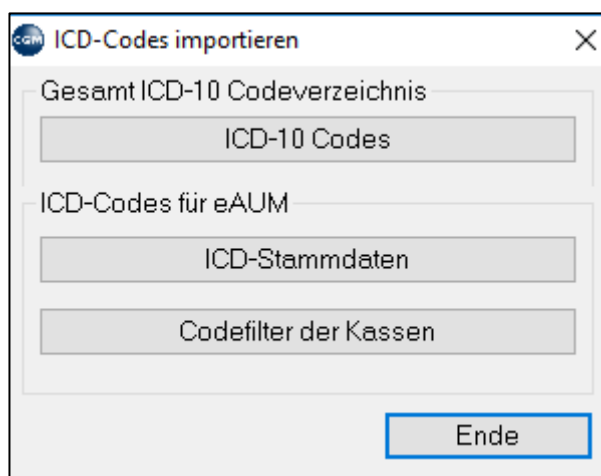 CGM ICD-Codes importieren
Gesamt ICD-10 Codeverzeichnis
ICD-10 Codes
ICD-Codes für eAUM
ICD-Stammdaten
Codefilter der Kassen
Ende